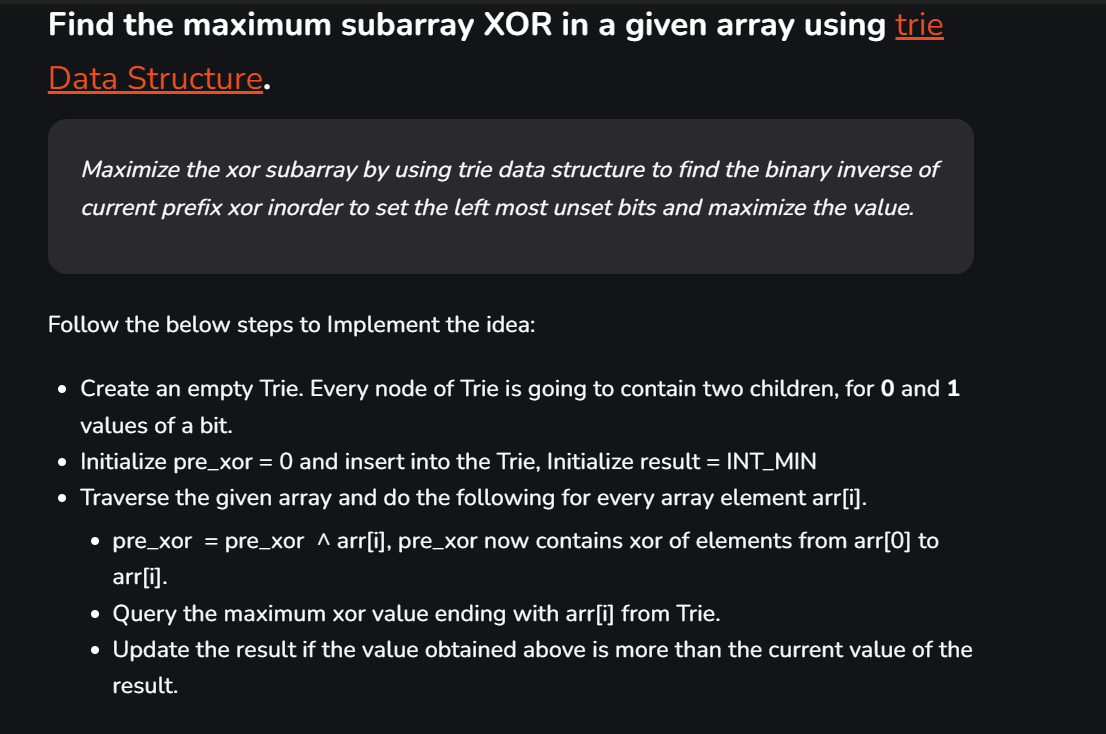 Find the maximum subarray XOR in a given array using trie
Data Structure.
Maximize the xor subarray by using trie data structure to find the binary inverse of
current prefix xor inorder to set the left most unset bits and maximize the value.
Follow the below steps to Implement the idea:
• Create an empty Trie. Every node of Trie is going to contain two children, for 0 and 1
values of a bit.
• Initialize pre_xor = 0 and insert into the Trie, Initialize result = INT_MIN
• Traverse the given array and do the following for every array element arr[i].
• pre_xor  = pre_xor  ^ arr[i], pre_xor now contains xor of elements from arr[0] to
arr[i].
• Query the maximum xor value ending with arr[i] from Trie.
• Update the result if the value obtained above is more than the current value of the
result.